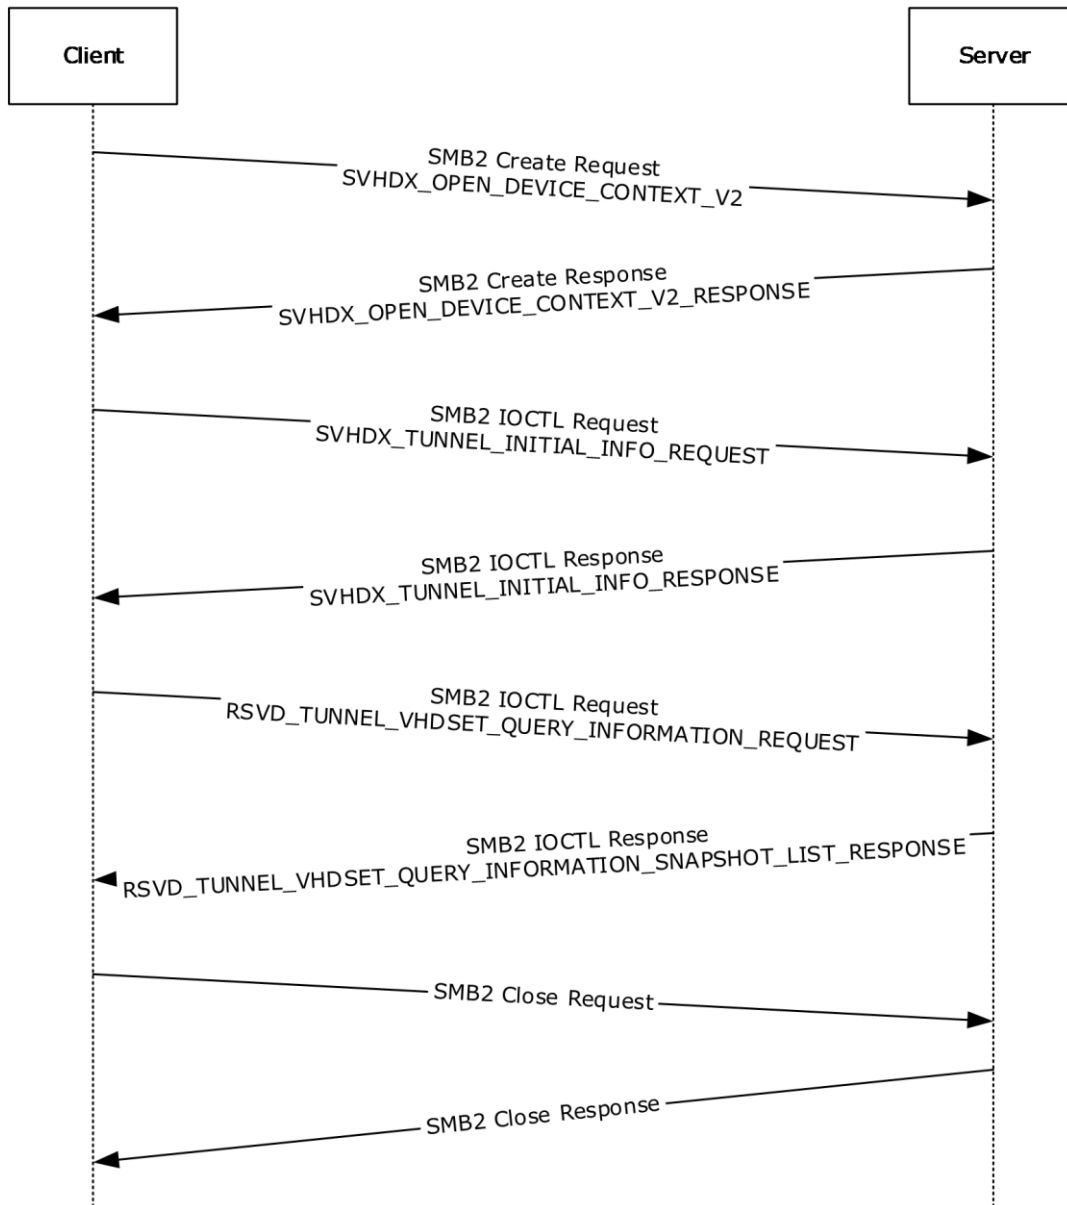 Client
Server
SMB2 Create Request
SVHDX_OPEN_DEVICE_CONTEXT_V2
SMB2 Create Response
SVHDX_OPEN_DEVICE_CONTEXT_V2_RESPONSE
SMB2 IOCTL Request
SVHDX_TUNNEL_INITIAL_INFO_REQUEST
SMB2 IOCTL Response
SVHDX_TUNNEL_INITIAL_INFO_RESPONSE
SMB2 IOCTL Request
RSVD_TUNNEL_VHDSET_QUERY_INFORMATION_REQUEST
SMB2 IOCTL Response
RSVD_TUNNEL_VHDSET_QUERY_INFORMATION_SNAPSHOT_LIST_RESPONSE
SMB2 Close Request
SMB2 Close Response